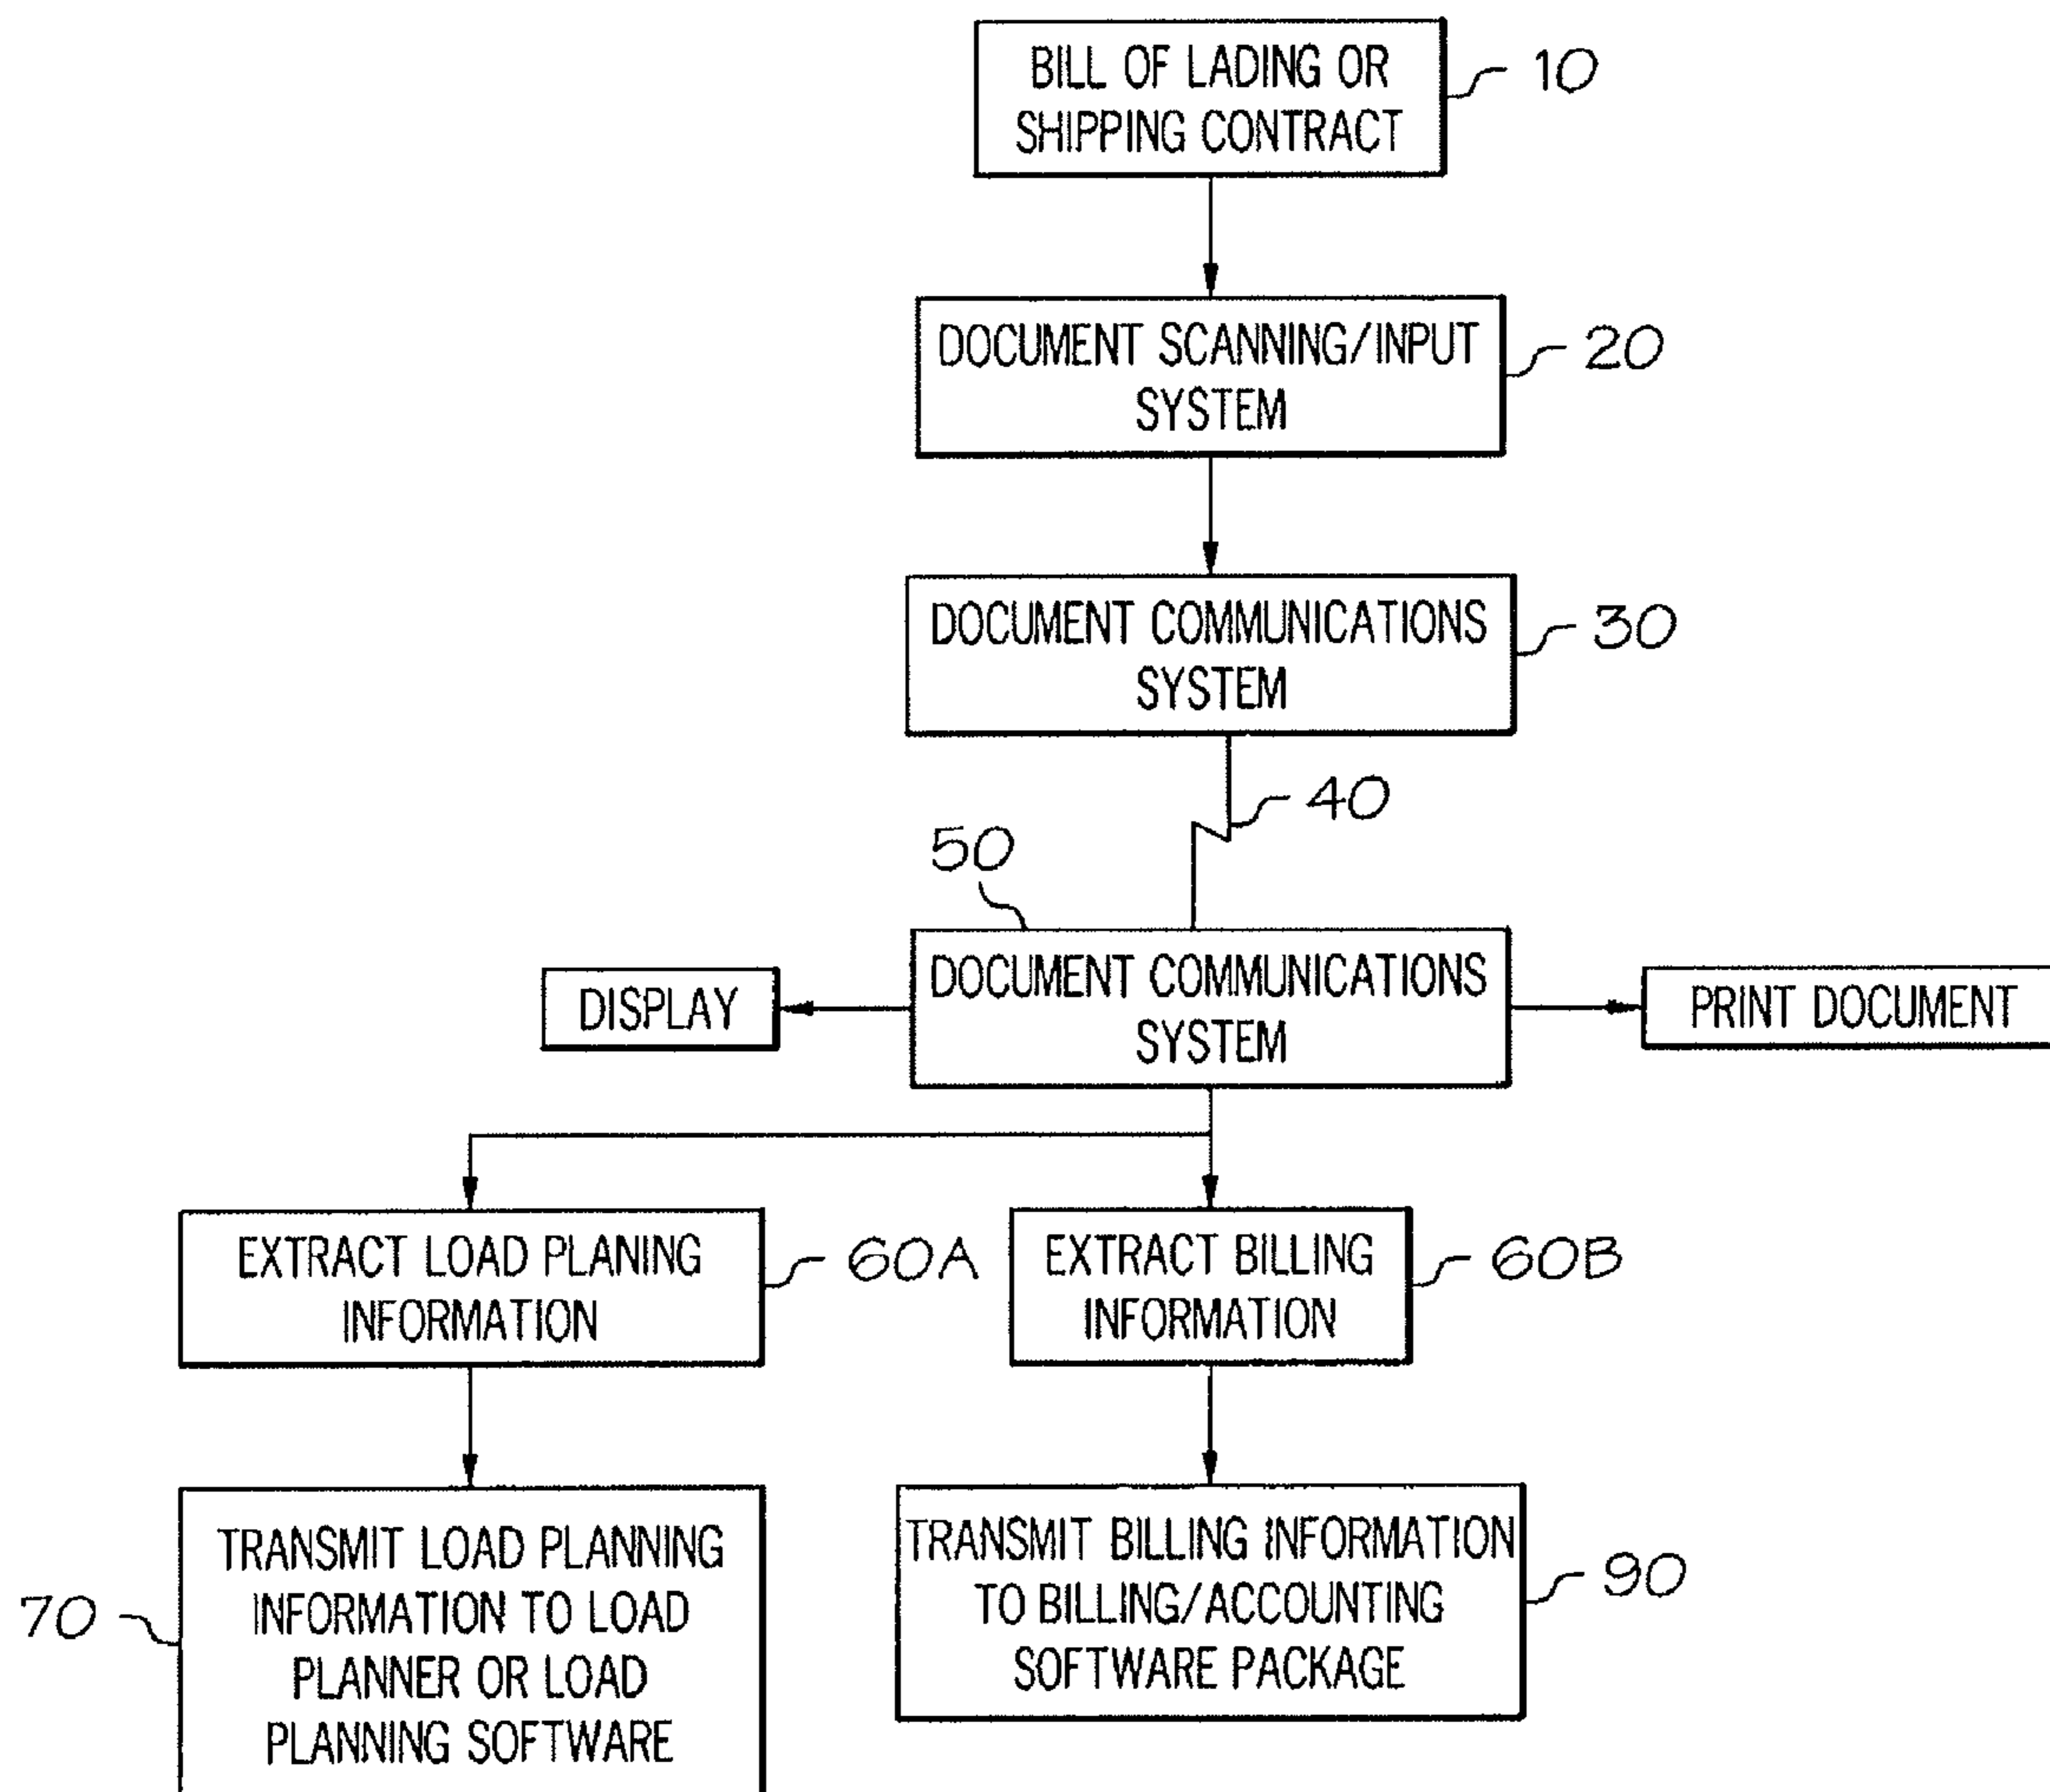 BILL OF LADING OR
SHIPPING CONTRACT
10
DOCUMENT SCANNING/INPUT
SYSTEM
20
DOCUMENT COMMUNICATIONS
SYSTEM
30
40
50
DOCUMENT COMMUNICATIONS
SYSTEM
DISPLAY
PRINT DOCUMENT
EXTRACT LOAD PLANING
INFORMATION
60A
EXTRACT BILLING
INFORMATION
60B
TRANSMIT LOAD PLANNING
INFORMATION TO LOAD
PLANNER OR LOAD
PLANNING SOFTWARE
70
TRANSMIT BILLING INFORMATION
TO BILLING/ACCOUNTING
SOFTWARE PACKAGE
90